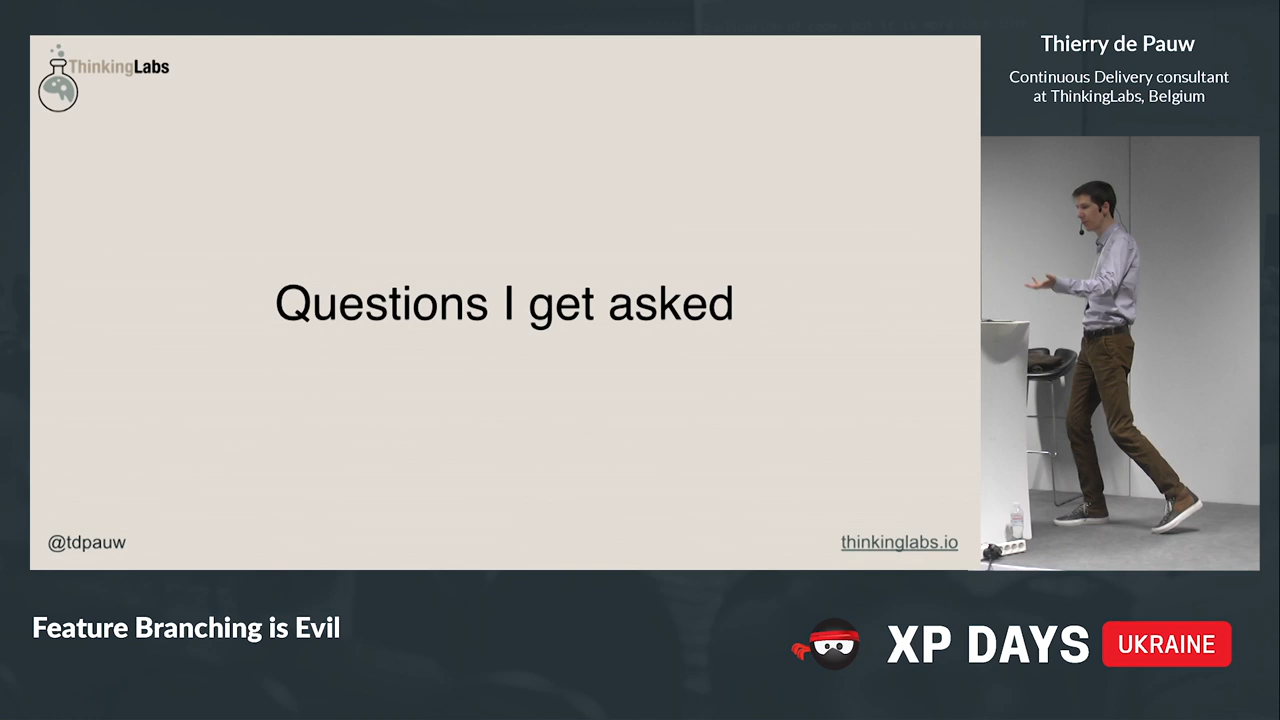 ThinkingLabs
Questions I get asked
@tdpauw
thinkinglabs.io
Thierry de Pauw
Continuous Delivery consultant
at ThinkingLabs, Belgium
Feature Branching is Evil
XP DAYS UKRAINE